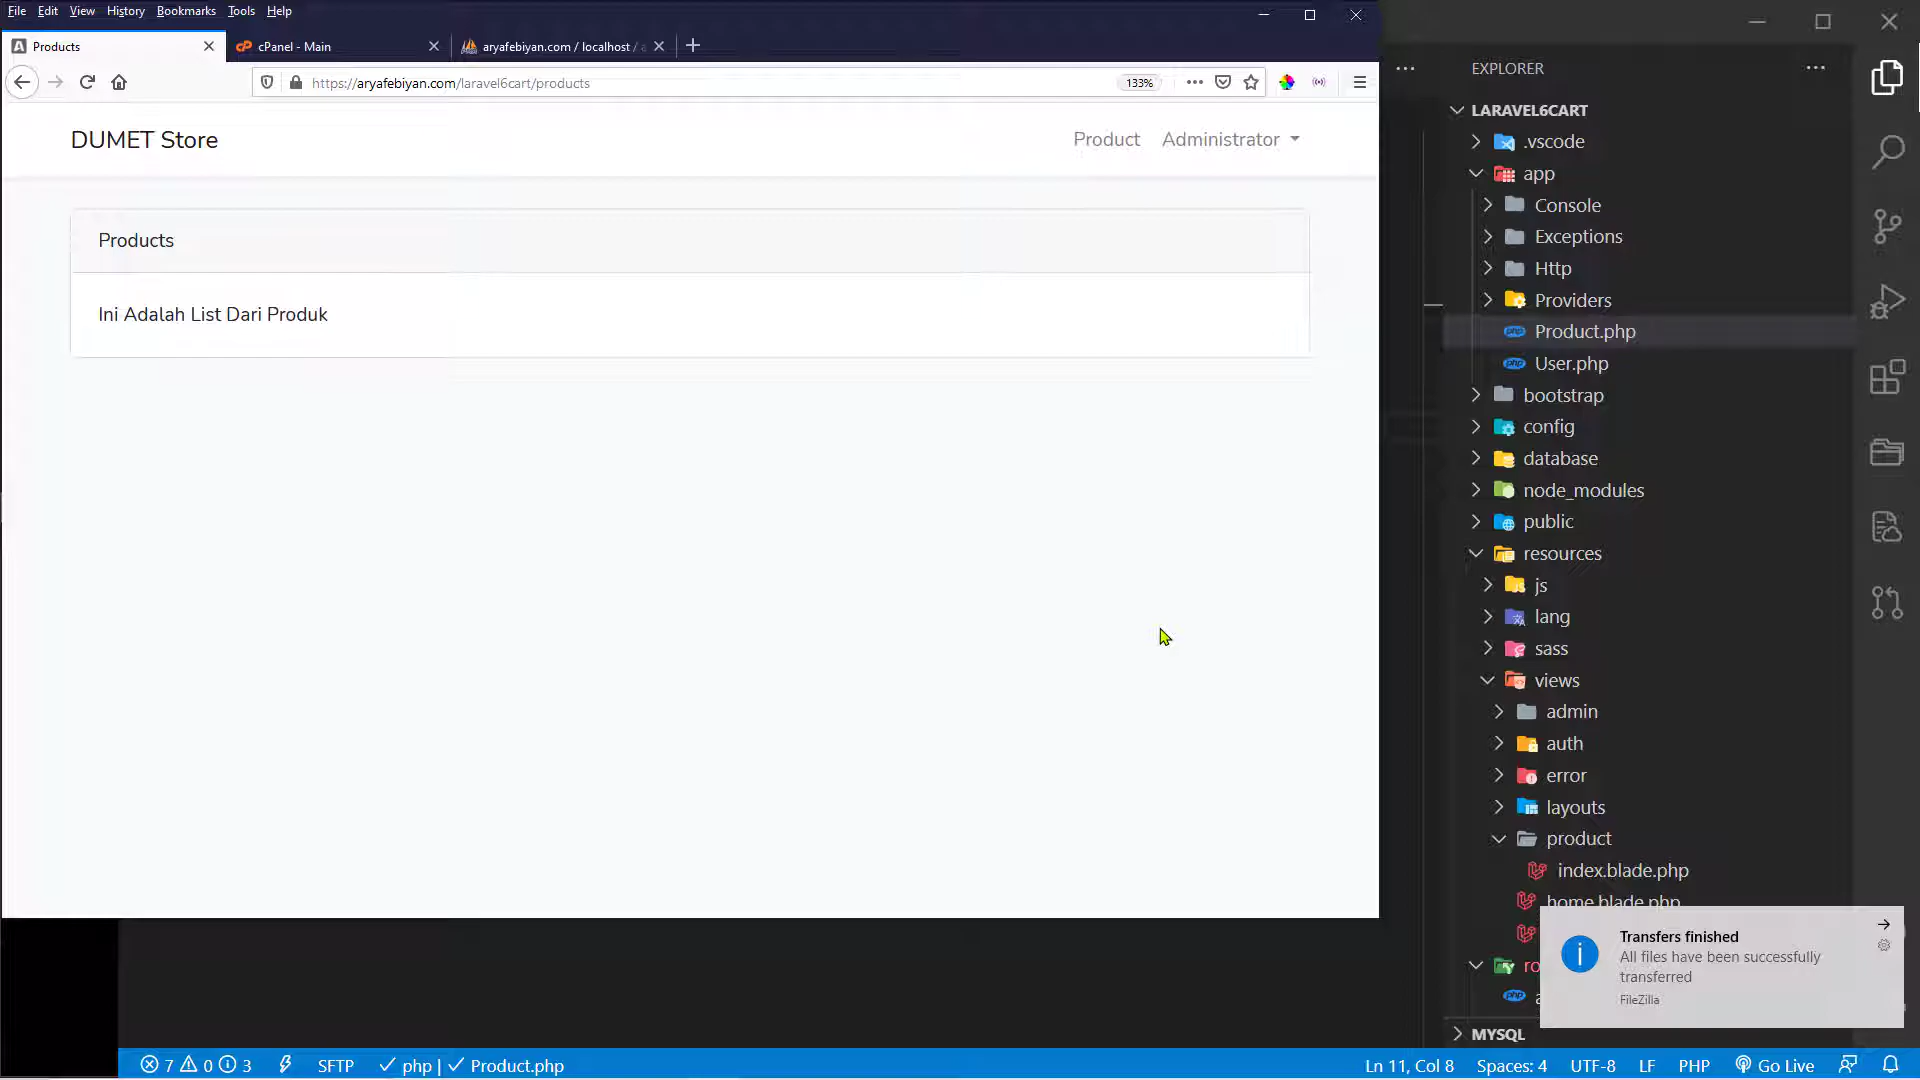 File Edit View History Bookmarks Tools Help
Products
cPanel - Main
aryafebiyan.com / localhost /
https://aryafebiyan.com/laravel6cart/products
133%
DUMET Store
Product
Administrator
Products
Ini Adalah List Dari Produk
EXPLORER
LARAVEL6CART
.vscode
app
Console
Exceptions
Http
Providers
php Product.php
php User.php
bootstrap
config
database
node_modules
public
resources
js
lang
sass
views
admin
auth
error
layouts
product
index.blade.php
home.blade.php
ro
php a
MYSQL
Transfers finished
All files have been successfully
transferred
FileZilla
7 0 3 SFTP php | Product.php
Ln 11, Col 8 Spaces: 4 UTF-8 LF PHP Go Live